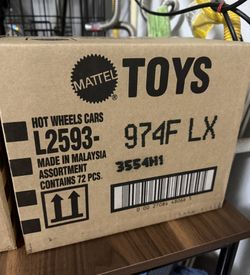 MATTEL TOYS
HOT WHEELS CARS
L2593- 974F LX
MADE IN MALAYSIA 3554H1
ASSORTMENT
CONTAINS 72 PCS.